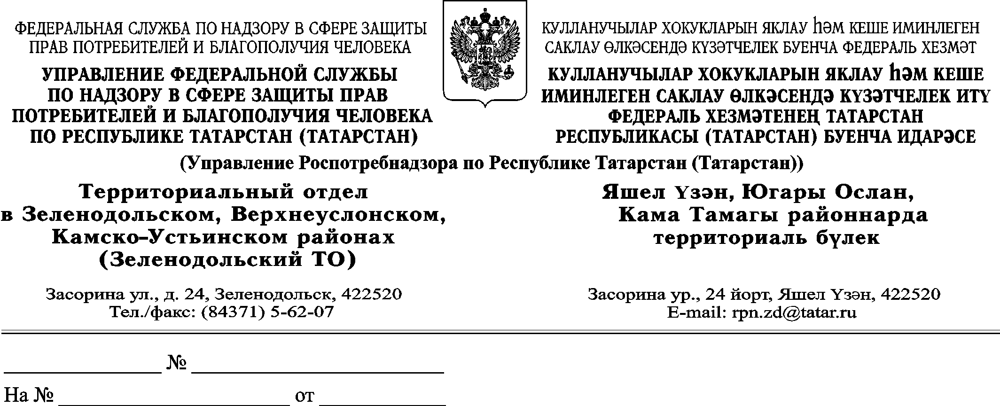 ФЕДЕРАЛЬНАЯ СЛУЖБА ПО НАДЗОРУ В СФЕРЕ ЗАЩИТЫ
ПРАВ ПОТРЕБИТЕЛЕЙ И БЛАГОПОЛУЧИЯ ЧЕЛОВЕКА
УПРАВЛЕНИЕ ФЕДЕРАЛЬНОЙ СЛУЖБЫ
ПО НАДЗОРУ В СФЕРЕ ЗАЩИТЫ ПРАВ
ПОТРЕБИТЕЛЕЙ И БЛАГОПОЛУЧИЯ ЧЕЛОВЕКА
ПО РЕСПУБЛИКЕ ТАТАРСТАН (ТАТАРСТАН)
КУЛЛАНУЧЫЛАР ХОКУКЛАРЫН ЯКЛАУ һӘМ КЕШЕ ИМИНЛЕГЕН
САКЛАУ ӨЛКӘСЕНДӘ КҮЗӘТЧЕЛЕК БУЕНЧА ФЕДЕРАЛЬ ХЕЗМӘТ
КУЛЛАНУЧЫЛАР ХОКУКЛАРЫН ЯКЛАУ һӘМ КЕШЕ
ИМИНЛЕГЕН САКЛАУ ӨЛКӘСЕНДӘ КҮЗӘТЧЕЛЕК ИТҮ
ФЕДЕРАЛЬ ХЕЗМӘТЕНЕҢ ТАТАРСТАН
РЕСПУБЛИКАСЫ (ТАТАРСТАН) БУЕНЧА ИДАРӘСЕ
(Управление Роспотребнадзора по Республике Татарстан (Татарстан))
Территориальный отдел
в Зеленодольском, Верхнеуслонском,
Камско-Устьинском районах
(Зеленодольский ТО)
Яшел Үзән, Югары Ослан,
Кама Тамагы районнарда
территориаль бүлек
Засорина ул., д. 24, Зеленодольск, 422520
Тел./факс: (84371) 5-62-07
Засорина ур., 24 йорт, Яшел Үзән, 422520
E-mail: rpn.zd@tatar.ru
№
На № от